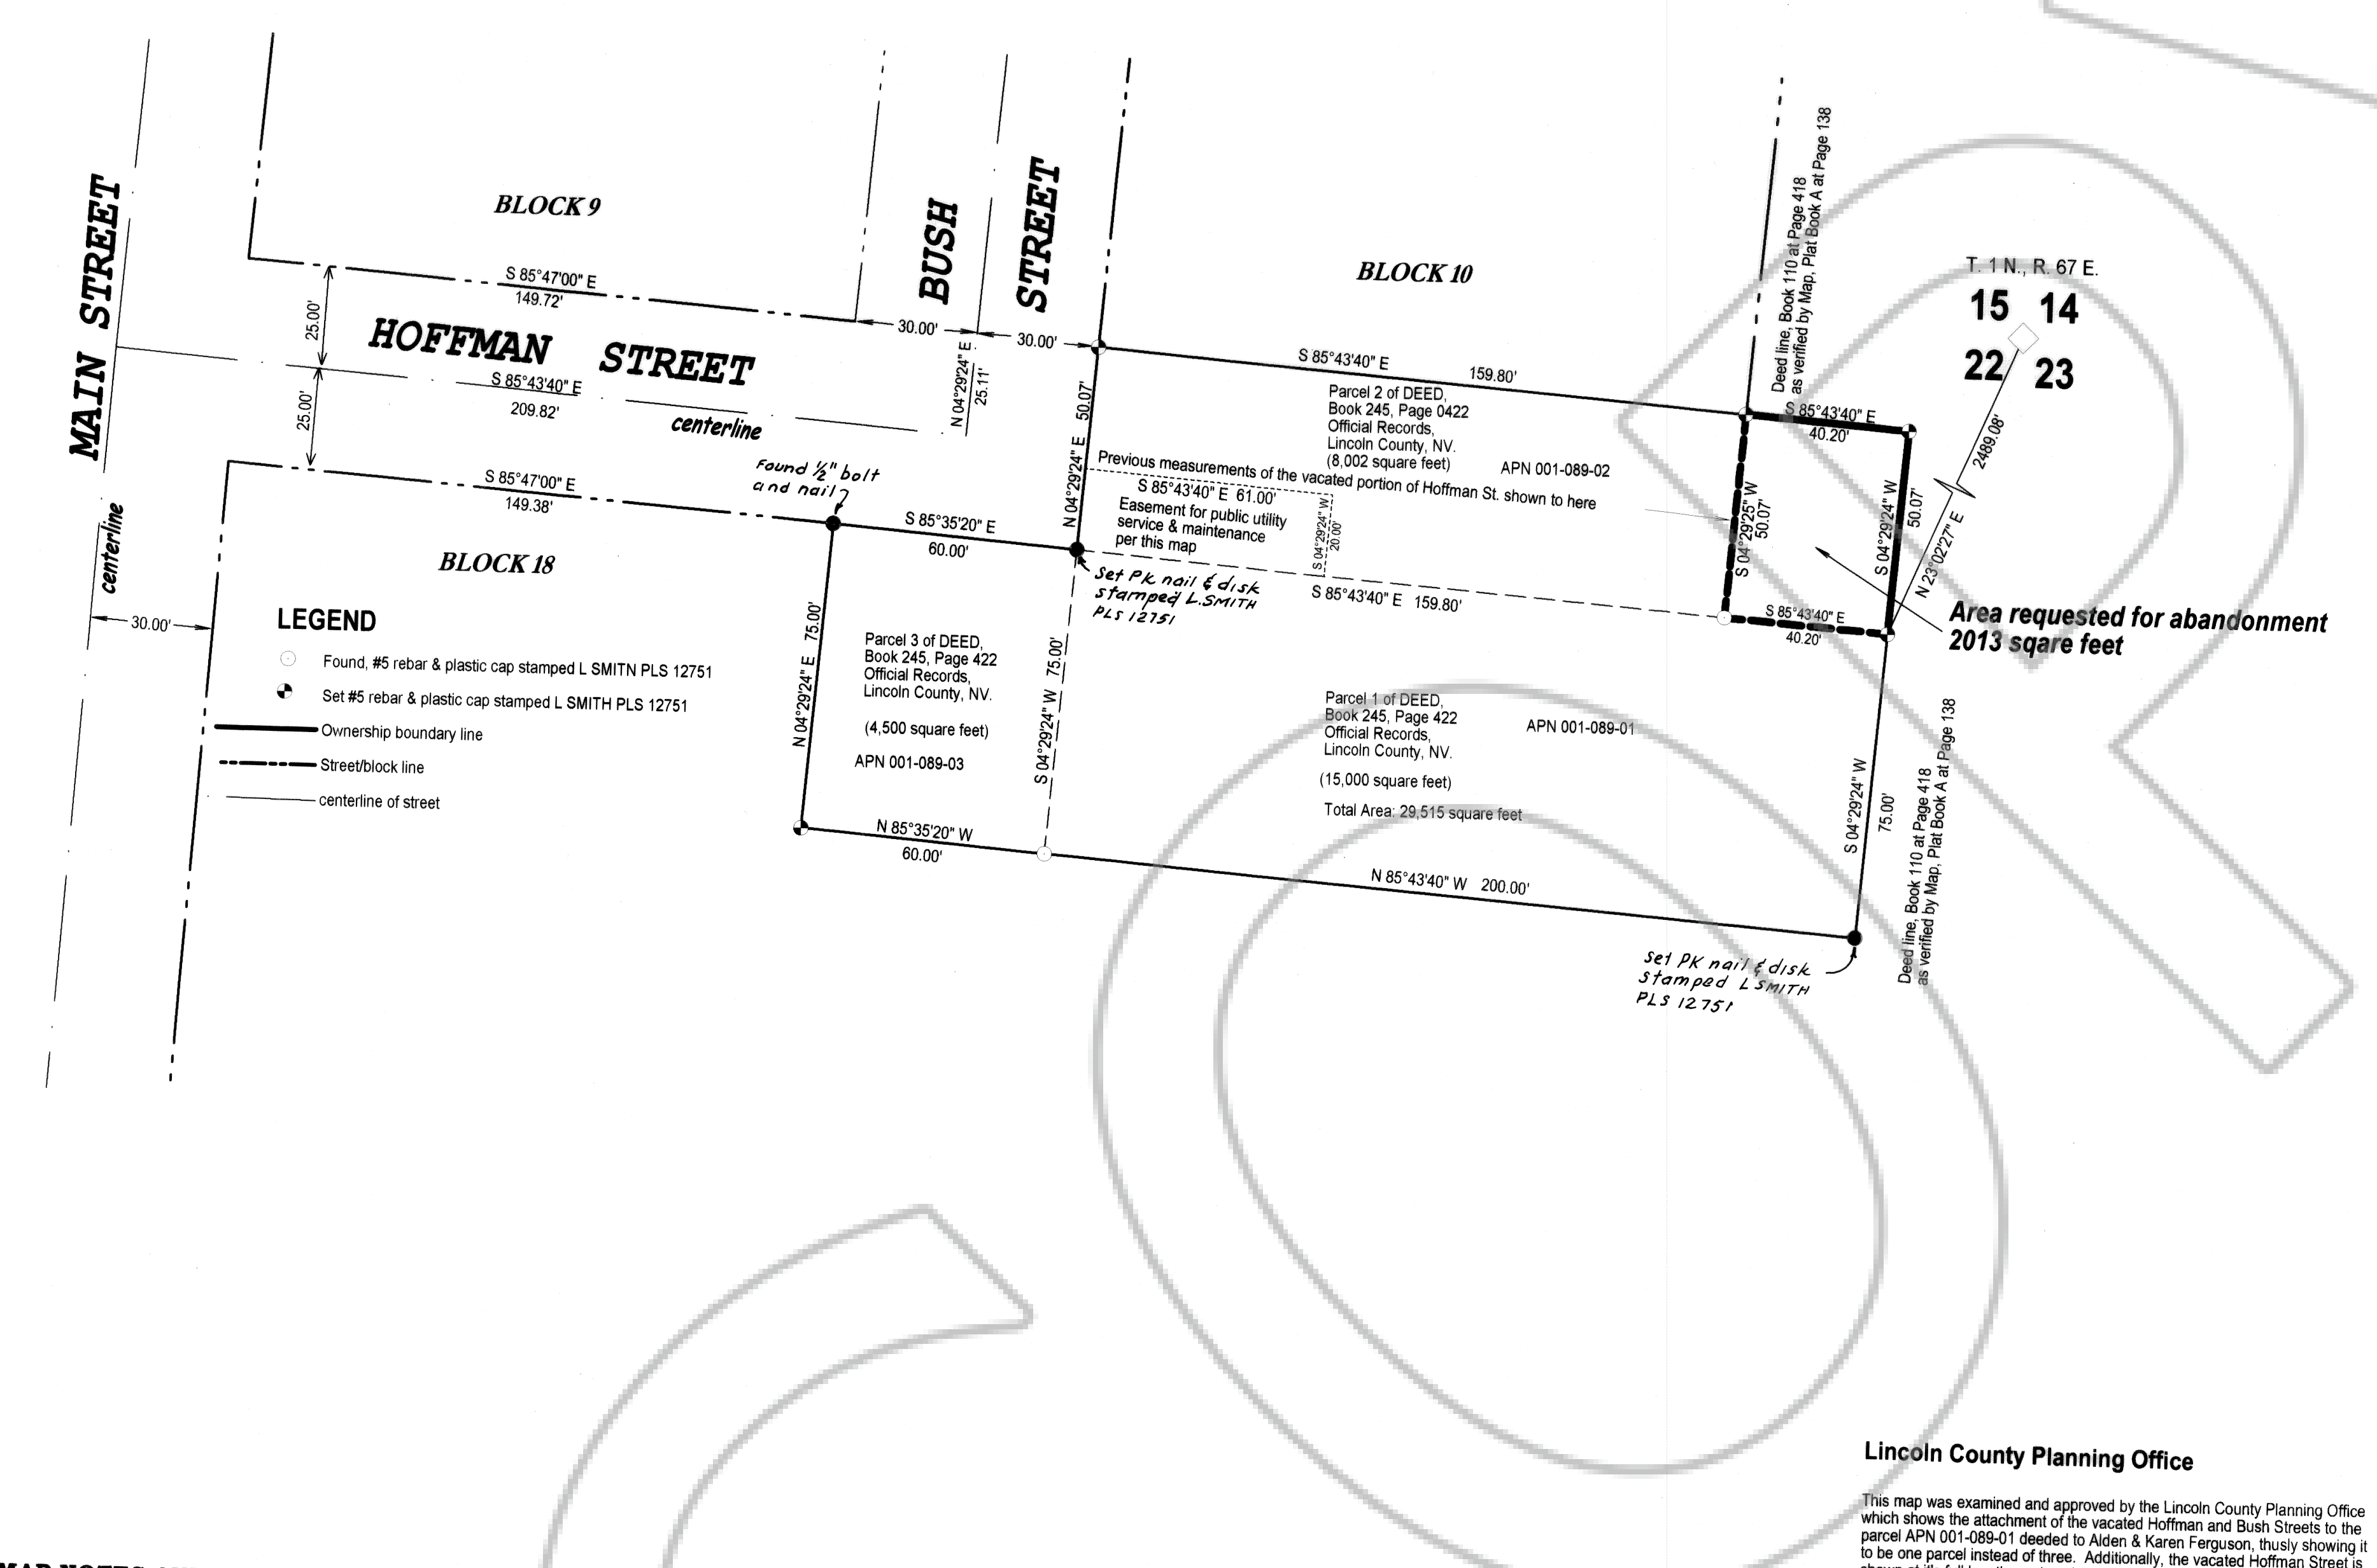 MAIN STREET
centerline
30.00'
BLOCK 9
S 85°47'00" E
149.72'
25.00'
25.00'
HOFFMAN STREET
S 85°43'40" E
209.82'
centerline
BUSH STREET
30.00'
30.00'
N 04°29'24" E
25.11'
S 85°47'00" E
149.38'
BLOCK 18
Found ½" bolt
and nail
S 85°35'20" E
60.00'
N 04°29'24" E 50.07'
BLOCK 10
S 85°43'40" E 159.80'
Parcel 2 of DEED,
Book 245, Page 0422
Official Records,
Lincoln County, NV.
(8,002 square feet) APN 001-089-02
Previous measurements of the vacated portion of Hoffman St. shown to here
S 85°43'40" E 61.00'
Easement for public utility
service & maintenance
per this map
S 04°29'24" W
20.00'
Set PK nail & disk
stamped L.SMITH
PLS 12751
S 85°43'40" E 159.80'
Deed line, Book 110 at Page 418
as verified by Map, Plat Book A at Page 138
S 85°43'40" E
40.20'
S 04°29'25" W
50.07'
S 04°29'24" W
50.07'
S 85°43'40" E
40.20'
T. 1 N., R. 67 E.
15 14
22 23
2489.08'
N 23°02'27" E
Area requested for abandonment
2013 sqare feet
LEGEND
Found, #5 rebar & plastic cap stamped L SMITN PLS 12751
Set #5 rebar & plastic cap stamped L SMITH PLS 12751
Ownership boundary line
Street/block line
centerline of street
N 04°29'24" E 75.00'
Parcel 3 of DEED,
Book 245, Page 422
Official Records,
Lincoln County, NV.
(4,500 square feet)
APN 001-089-03
S 04°29'24" W 75.00'
N 85°35'20" W
60.00'
Parcel 1 of DEED,
Book 245, Page 422
Official Records,
Lincoln County, NV.
APN 001-089-01
(15,000 square feet)
Total Area: 29,515 square feet
N 85°43'40" W 200.00'
S 04°29'24" W
75.00'
Deed line, Book 110 at Page 418
as verified by Map, Plat Book A at Page 138
Set PK nail & disk
stamped L SMITH
PLS 12751
Lincoln County Planning Office
This map was examined and approved by the Lincoln County Planning Office
which shows the attachment of the vacated Hoffman and Bush Streets to the
parcel APN 001-089-01 deeded to Alden & Karen Ferguson, thusly showing it
to be one parcel instead of three. Additionally, the vacated Hoffman Street is